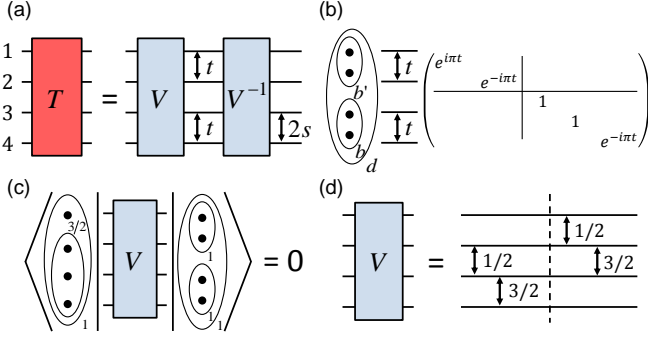 (a)
1
2
3
4
T
=
V
t
t
V⁻¹
2s
(b)
b'
b
d
t
t
e^{iπt}
e^{-iπt}
1
1
e^{-iπt}
(c)
3/2
1
V
1
1
1
= 0
(d)
V
=
1/2
1/2
3/2
3/2